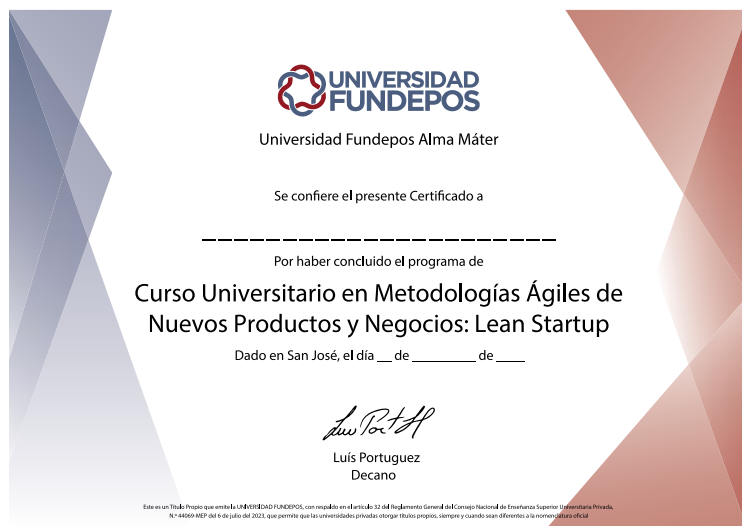 UNIVERSIDAD
FUNDEPOS
Universidad Fundepos Alma Máter
Se confiere el presente Certificado a
Por haber concluido el programa de
Curso Universitario en Metodologías Ágiles de
Nuevos Productos y Negocios: Lean Startup
Dado en San José, el día __ de ________ de ____
Luís Portuguez
Decano
Este es un Título Propio que emite la UNIVERSIDAD FUNDEPOS, con respaldo en el artículo 32 del Reglamento General del Consejo Nacional de Enseñanza Superior Universitaria Privada,
N.º 44069-MEP del 6 de julio del 2023, que permite que las universidades privadas otorgar títulos propios, siempre y cuando sean diferentes a la nomenclatura oficial